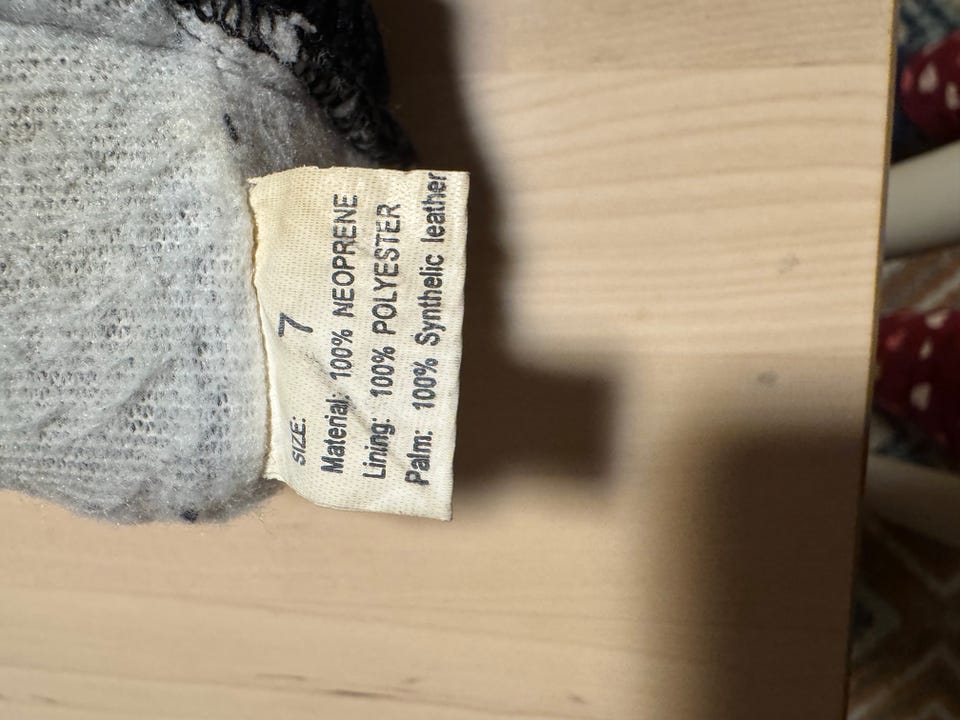 SIZE: 7
Material: 100% NEOPRENE
Lining: 100% POLYESTER
Palm: 100% Synthelic leather